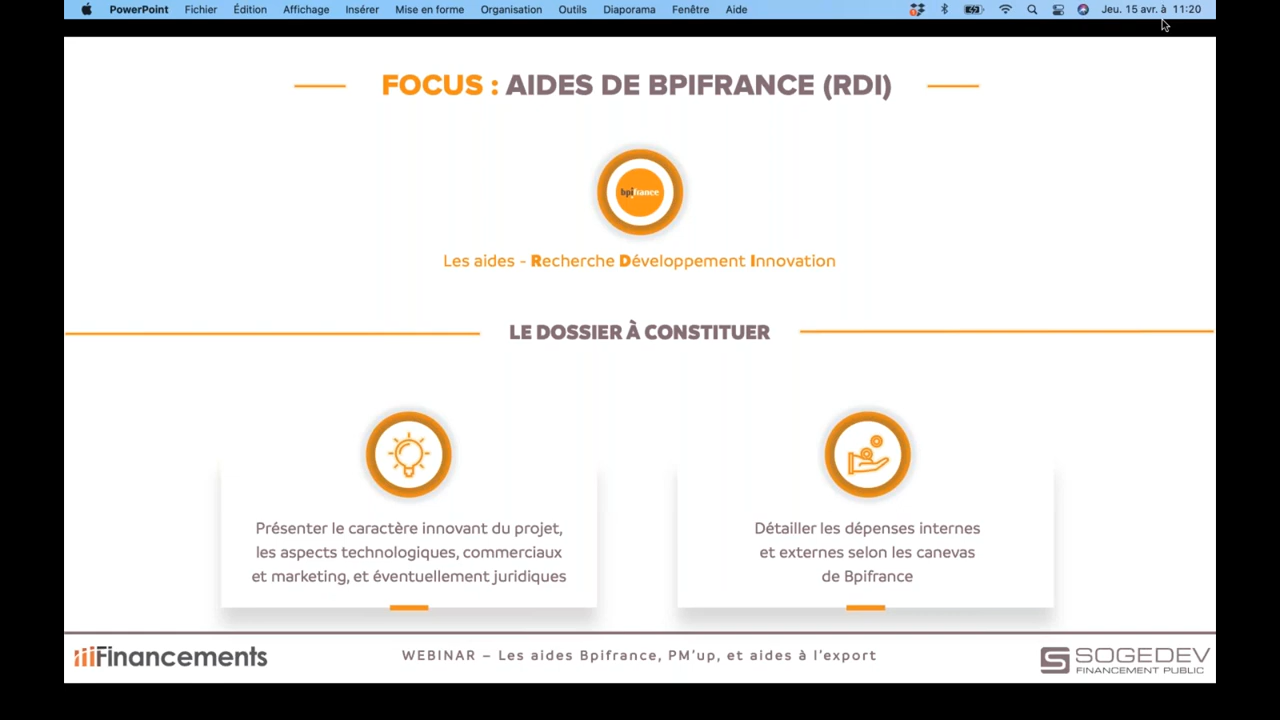 PowerPoint Fichier Édition Affichage Insérer Mise en forme Organisation Outils Diaporama Fenêtre Aide Jeu. 15 avr. à 11:20
FOCUS : AIDES DE BPIFRANCE (RDI)
bpifrance
Les aides - Recherche Développement Innovation
LE DOSSIER À CONSTITUER
Présenter le caractère innovant du projet,
les aspects technologiques, commerciaux
et marketing, et éventuellement juridiques
Détailler les dépenses internes
et externes selon les canevas
de Bpifrance
Financements
WEBINAR – Les aides Bpifrance, PM'up, et aides à l'export
SOGEDEV
FINANCEMENT PUBLIC